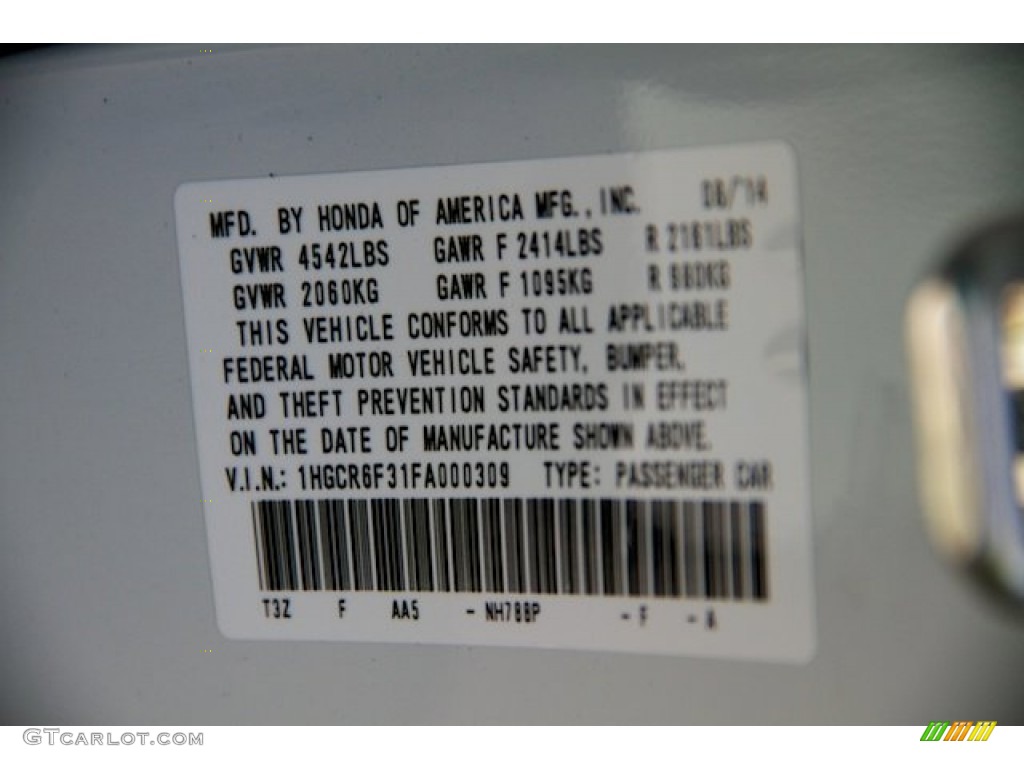 MFD. BY HONDA OF AMERICA MFG., INC. 08/14
GVWR 4542LBS GAWR F 2414LBS R 2161LBS
GVWR 2060KG GAWR F 1095KG R 980KG
THIS VEHICLE CONFORMS TO ALL APPLICABLE
FEDERAL MOTOR VEHICLE SAFETY, BUMPER,
AND THEFT PREVENTION STANDARDS IN EFFECT
ON THE DATE OF MANUFACTURE SHOWN ABOVE.
V.I.N.: 1HGCR6F31FA000309 TYPE: PASSENGER CAR
T3Z F AA5 - NH788P - F - A
GTCARLOT.COM